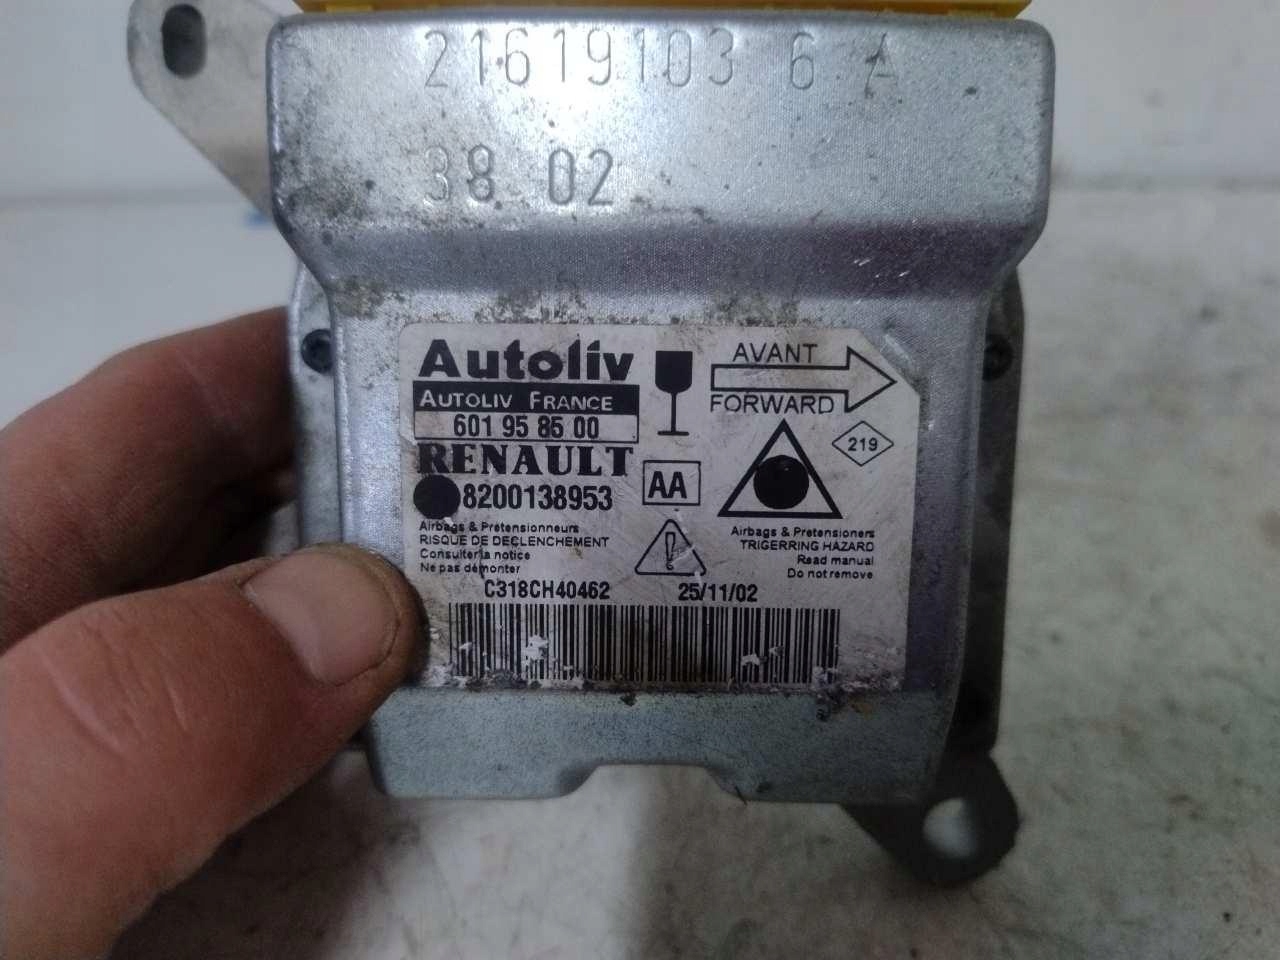 21619103 6 A
38 02
Autoliv
AUTOLIV FRANCE
601 95 85 00
RENAULT
8200138953
AA
AVANT
FORWARD
219
Airbags & Prétensionneurs
RISQUE DE DECLENCHEMENT
Consulter la notice
Ne pas démonter
Airbags & Pretensioners
TRIGERRING HAZARD
Read manual
Do not remove
C318CH40462 25/11/02